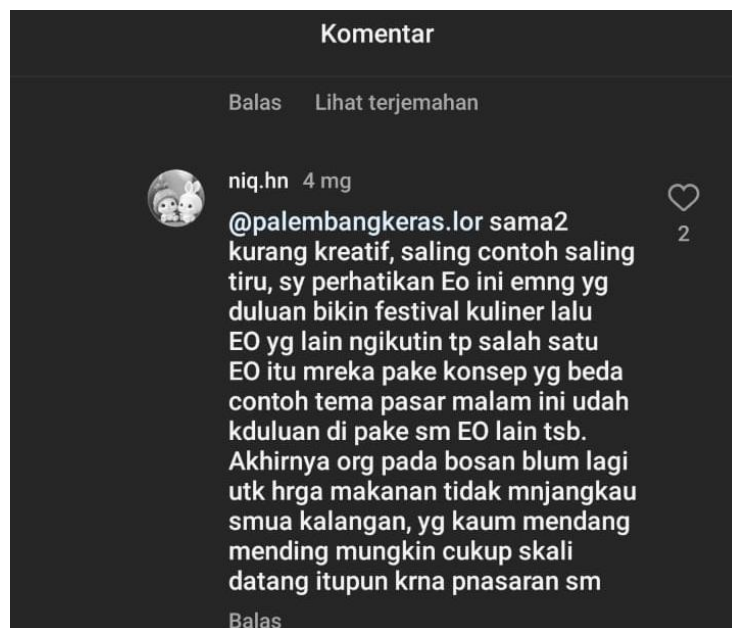 Komentar
Balas Lihat terjemahan
niq.hn 4 mg
@palembangkeras.lor sama2
kurang kreatif, saling contoh saling
tiru, sy perhatikan Eo ini emng yg
duluan bikin festival kuliner lalu
EO yg lain ngikutin tp salah satu
EO itu mreka pake konsep yg beda
contoh tema pasar malam ini udah
kduluan di pake sm EO lain tsb.
Akhirnya org pada bosan blum lagi
utk hrga makanan tidak mnjangkau
smua kalangan, yg kaum mendang
mending mungkin cukup skali
datang itupun krna pnasaran sm
2
Balas